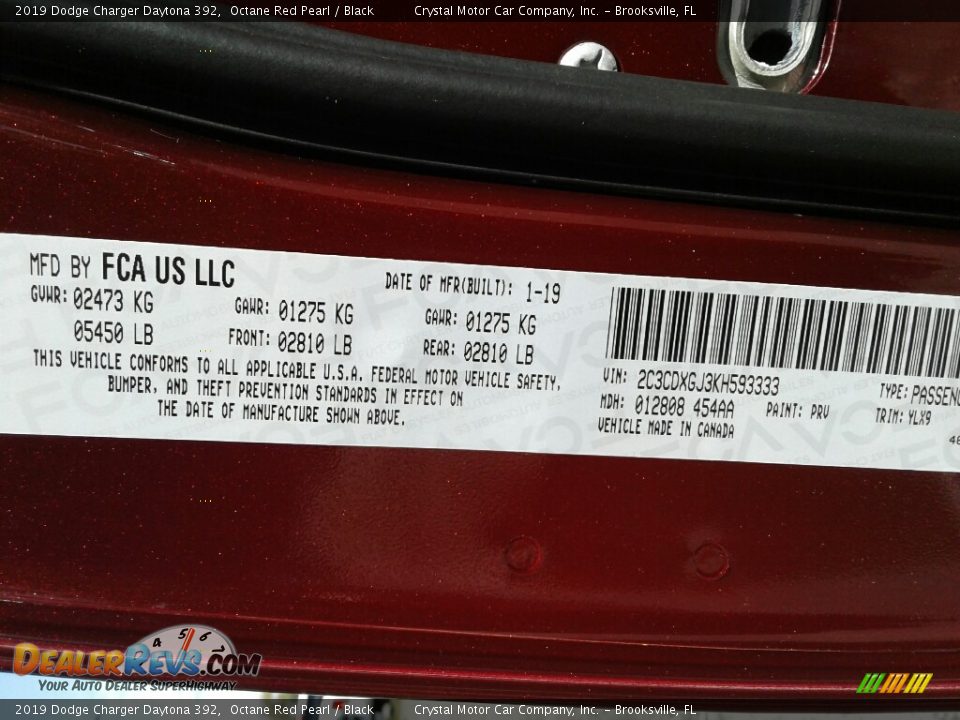 2019 Dodge Charger Daytona 392, Octane Red Pearl / Black Crystal Motor Car Company, Inc. – Brooksville, FL
MFD BY FCA US LLC
DATE OF MFR(BUILT): 1-19
GVWR: 02473 KG GAWR: 01275 KG GAWR: 01275 KG
05450 LB FRONT: 02810 LB REAR: 02810 LB
THIS VEHICLE CONFORMS TO ALL APPLICABLE U.S.A. FEDERAL MOTOR VEHICLE SAFETY,
BUMPER, AND THEFT PREVENTION STANDARDS IN EFFECT ON
THE DATE OF MANUFACTURE SHOWN ABOVE.
VIN: 2C3CDXGJ3KH593333 TYPE: PASSENG
MDH: 012808 454AA PAINT: PRV TRIM: YLX9
VEHICLE MADE IN CANADA
4 5 6 7
DEALERREVS.COM
YOUR AUTO DEALER SUPERHIGHWAY
2019 Dodge Charger Daytona 392, Octane Red Pearl / Black Crystal Motor Car Company, Inc. – Brooksville, FL